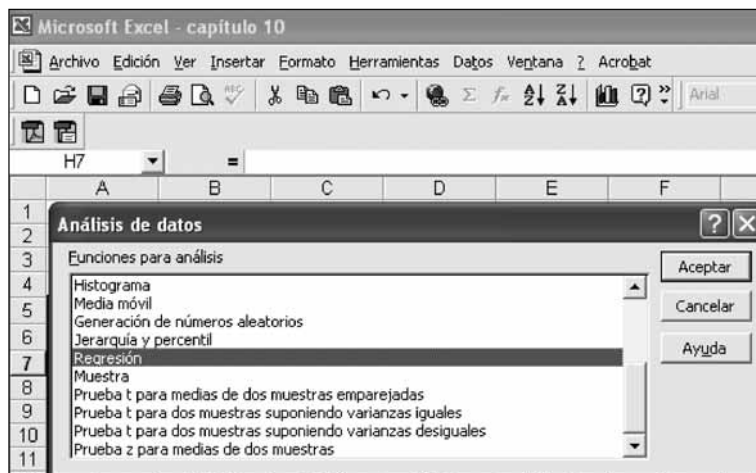 Microsoft Excel - capítulo 10
Archivo Edición Ver Insertar Formato Herramientas Datos Ventana ? Acrobat
ABC Σ fx A Z Z A ? » Arial
H7 =
A B C D E F
1
2
3
4
5
6
7
8
9
10
11
Análisis de datos ? X
Funciones para análisis
Histograma
Media móvil
Generación de números aleatorios
Jerarquía y percentil
Regresión
Muestra
Prueba t para medias de dos muestras emparejadas
Prueba t para dos muestras suponiendo varianzas iguales
Prueba t para dos muestras suponiendo varianzas desiguales
Prueba z para medias de dos muestras
Aceptar
Cancelar
Ayuda